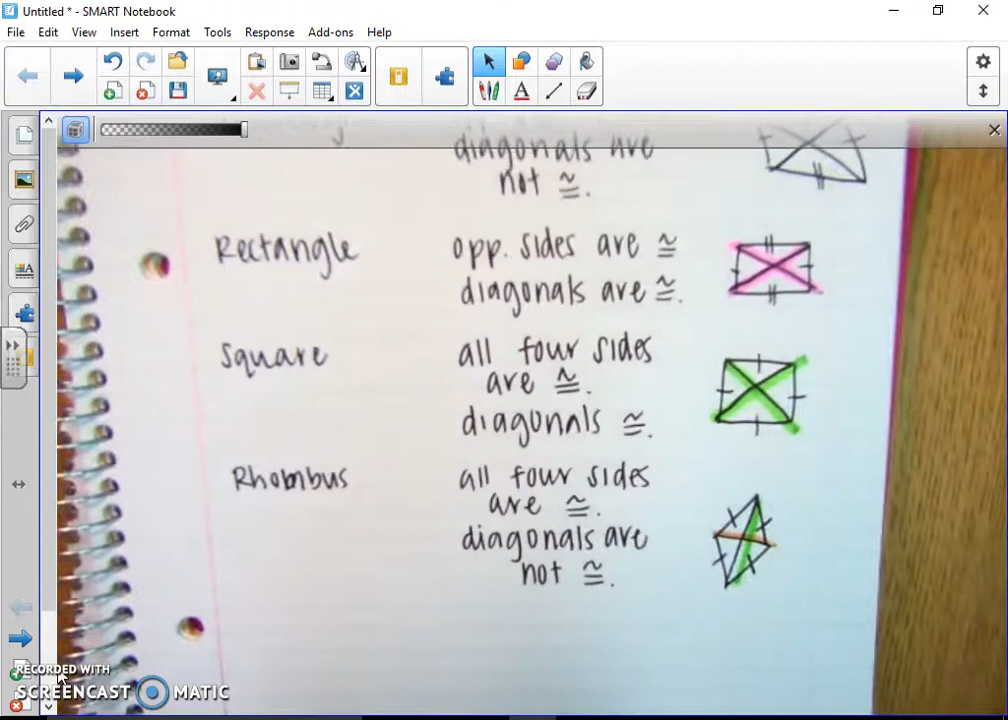 Untitled * - SMART Notebook
File Edit View Insert Format Tools Response Add-ons Help
diagonals are
not ≅.
Rectangle opp. sides are ≅
diagonals are ≅.
Square all four sides
are ≅.
diagonals ≅.
Rhombus all four sides
are ≅.
diagonals are
not ≅.
RECORDED WITH
SCREENCAST MATIC